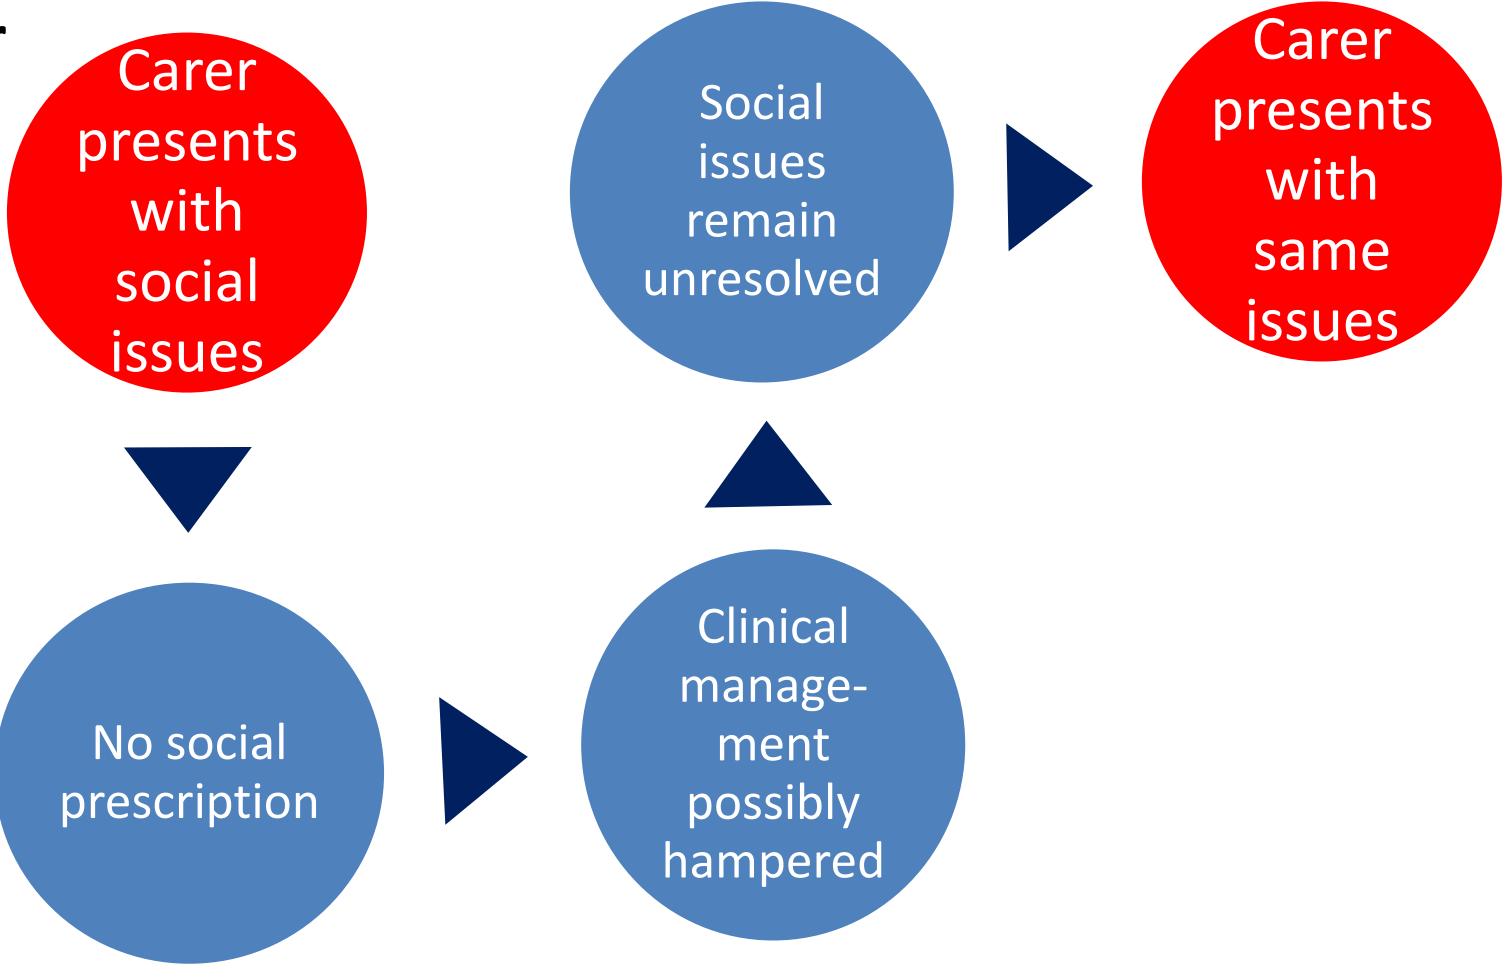 Carer
presents
with
social
issues
No social
prescription
Clinical
manage-
ment
possibly
hampered
Social
issues
remain
unresolved
Carer
presents
with
same
issues